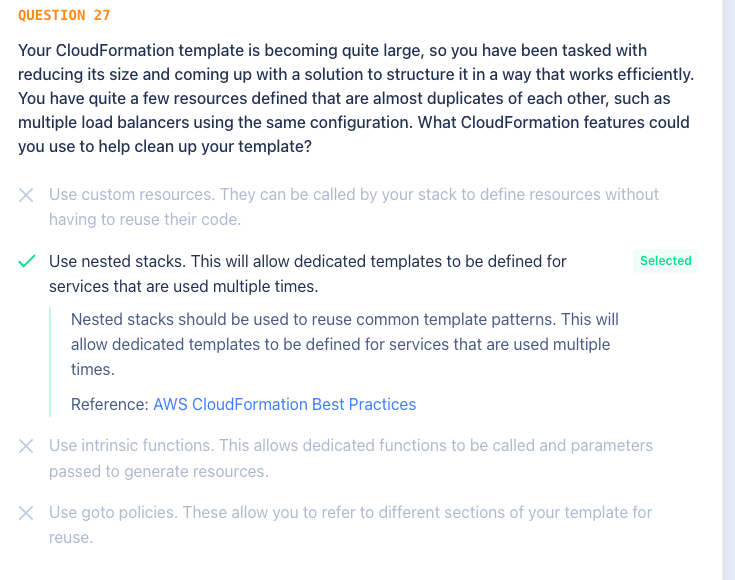 QUESTION 27
Your CloudFormation template is becoming quite large, so you have been tasked with
reducing its size and coming up with a solution to structure it in a way that works efficiently.
You have quite a few resources defined that are almost duplicates of each other, such as
multiple load balancers using the same configuration. What CloudFormation features could
you use to help clean up your template?
Use custom resources. They can be called by your stack to define resources without
having to reuse their code.
Use nested stacks. This will allow dedicated templates to be defined for
services that are used multiple times.
Selected
Nested stacks should be used to reuse common template patterns. This will
allow dedicated templates to be defined for services that are used multiple
times.
Reference: AWS CloudFormation Best Practices
Use intrinsic functions. This allows dedicated functions to be called and parameters
passed to generate resources.
Use goto policies. These allow you to refer to different sections of your template for
reuse.